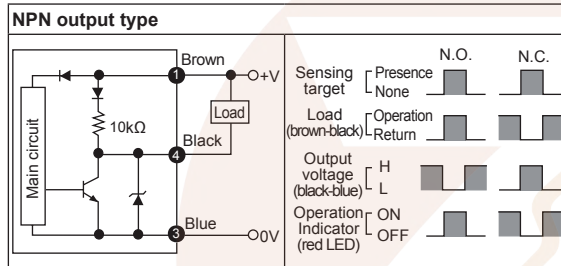 NPN output type
Brown
1
+V
Load
10kΩ
Black
4
Main circuit
Blue
3
0V
N.O. N.C.
Sensing target Presence
None
Load (brown-black) Operation
Return
Output voltage (black-blue) H
L
Operation Indicator (red LED) ON
OFF